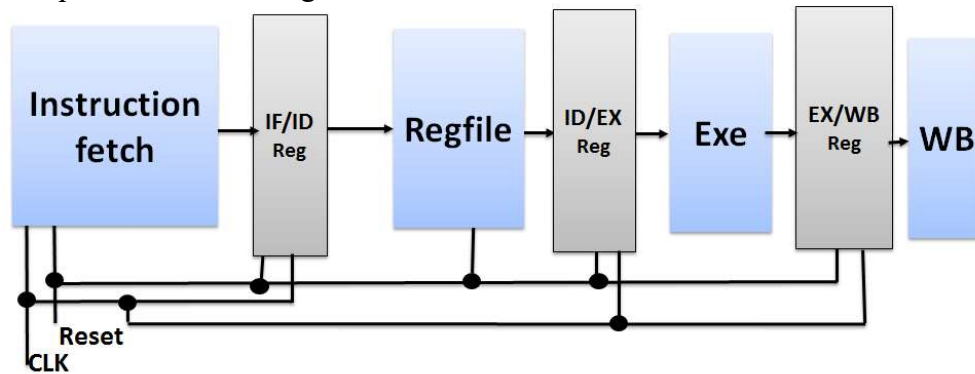 Instruction
fetch
IF/ID
Reg
Regfile
ID/EX
Reg
Exe
EX/WB
Reg
WB
Reset
CLK